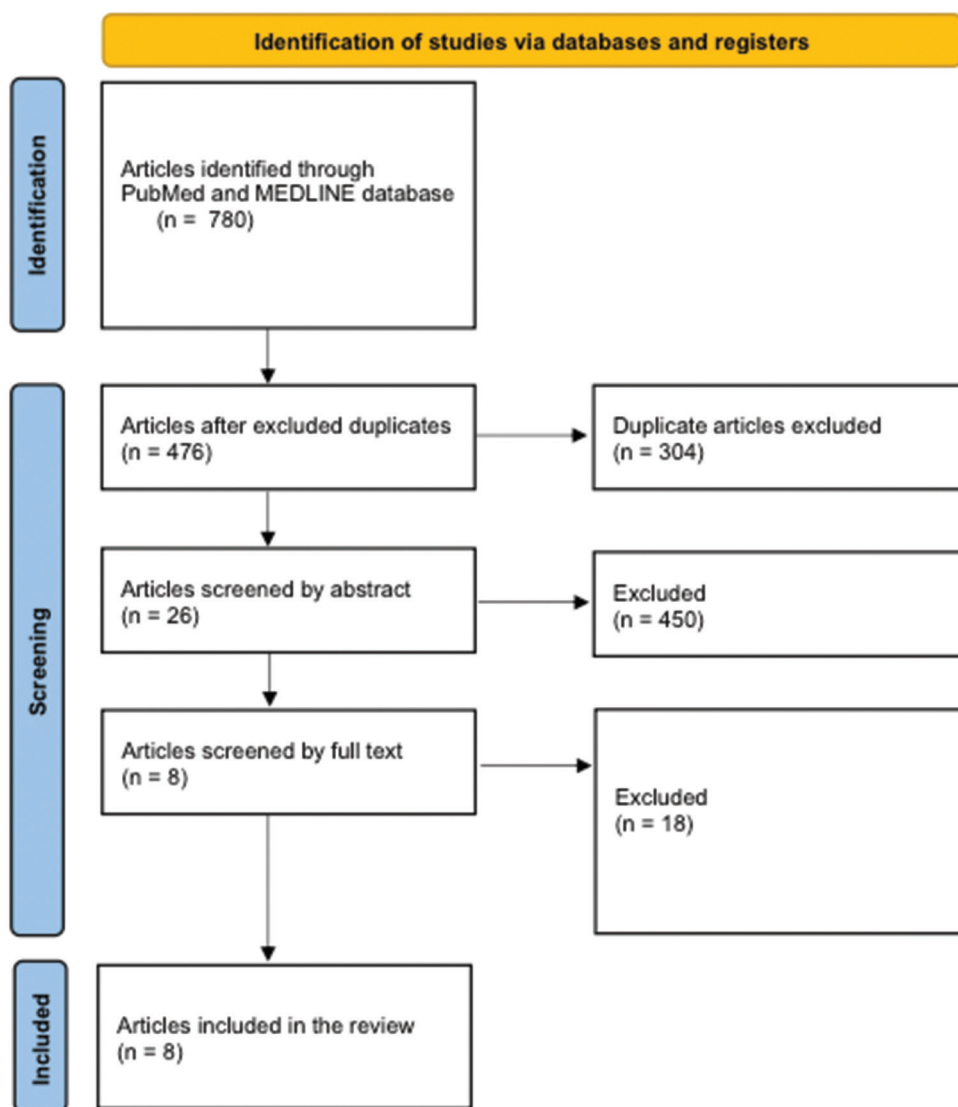 Identification of studies via databases and registers
Identification
Articles identified through
PubMed and MEDLINE database
(n = 780)
Screening
Articles after excluded duplicates
(n = 476)
Duplicate articles excluded
(n = 304)
Articles screened by abstract
(n = 26)
Excluded
(n = 450)
Articles screened by full text
(n = 8)
Excluded
(n = 18)
Included
Articles included in the review
(n = 8)